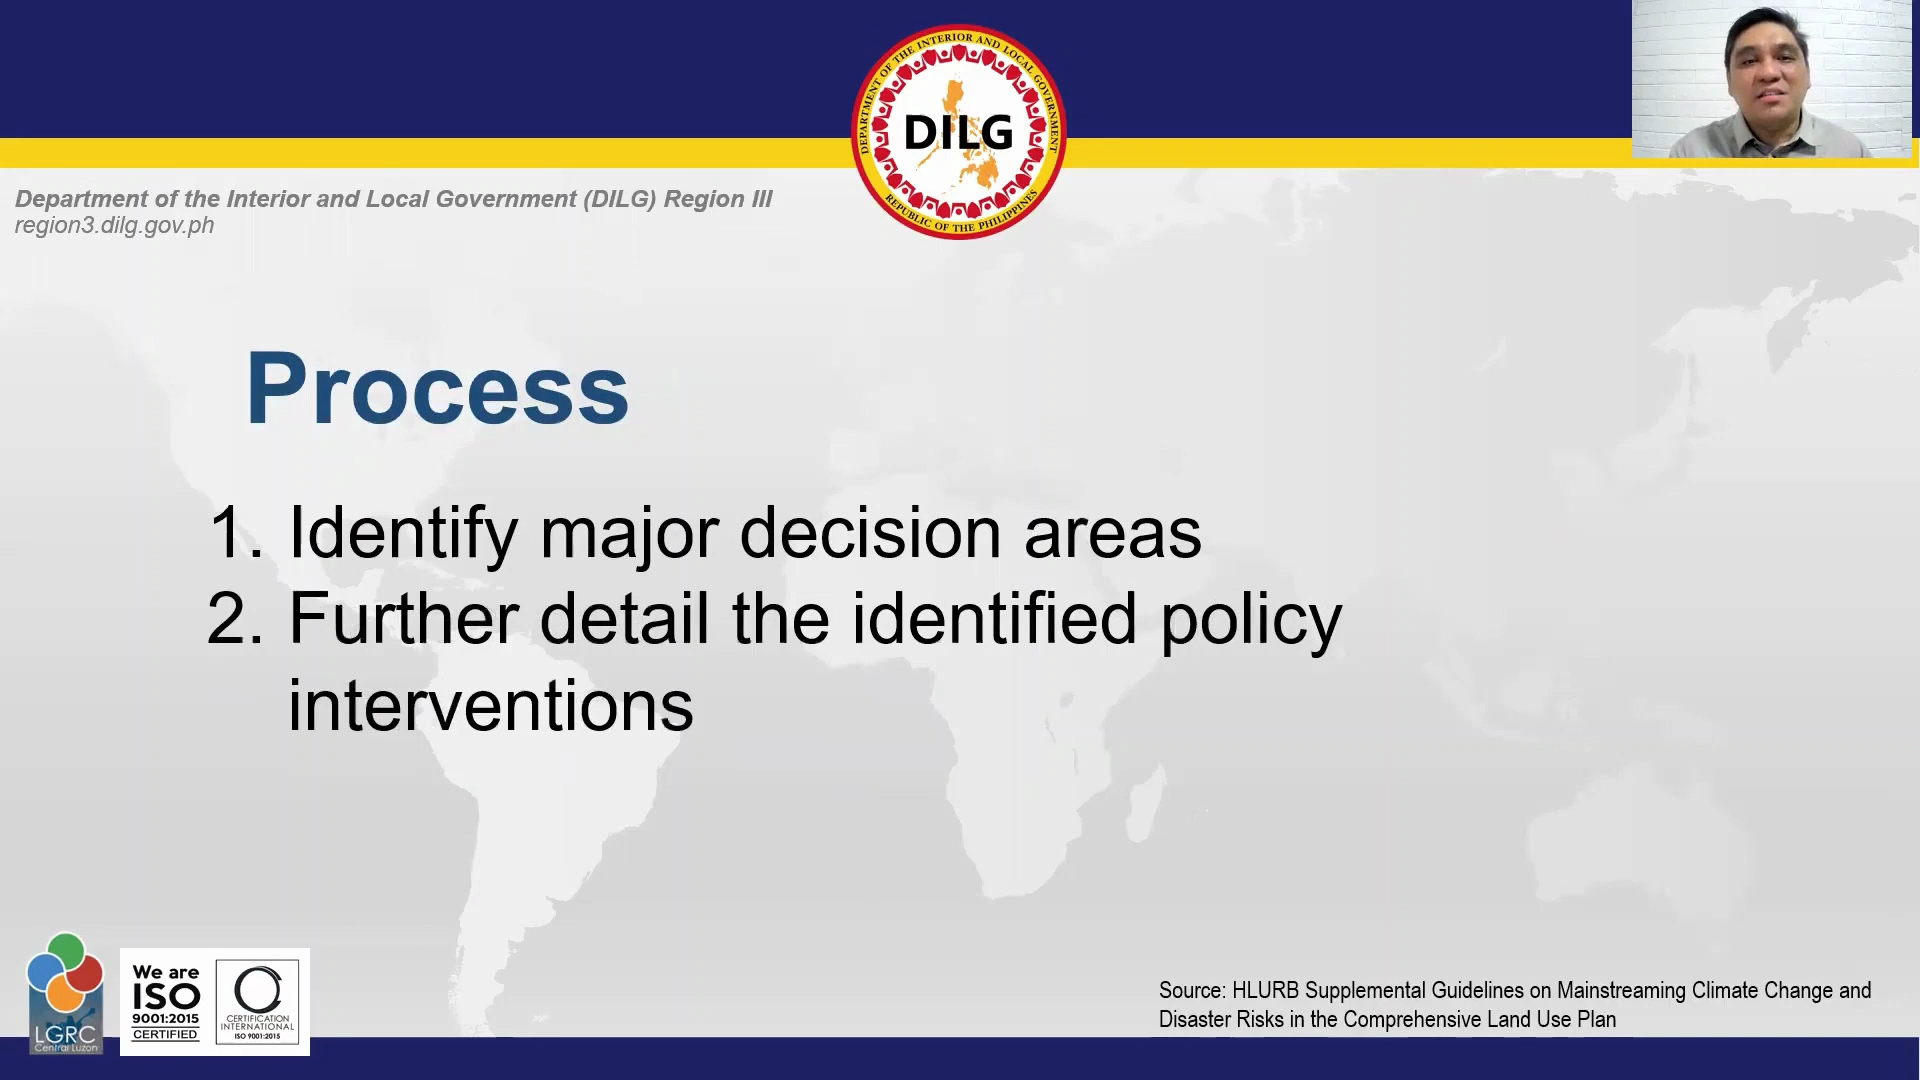 DEPARTMENT OF THE INTERIOR AND LOCAL GOVERNMENT
DILG
REPUBLIC OF THE PHILIPPINES
Department of the Interior and Local Government (DILG) Region III
region3.dilg.gov.ph
Process
1. Identify major decision areas
2. Further detail the identified policy
interventions
LGRC
Central Luzon
We are
ISO
9001:2015
CERTIFIED
CERTIFICATION
INTERNATIONAL
ISO 9001:2015
Source: HLURB Supplemental Guidelines on Mainstreaming Climate Change and
Disaster Risks in the Comprehensive Land Use Plan